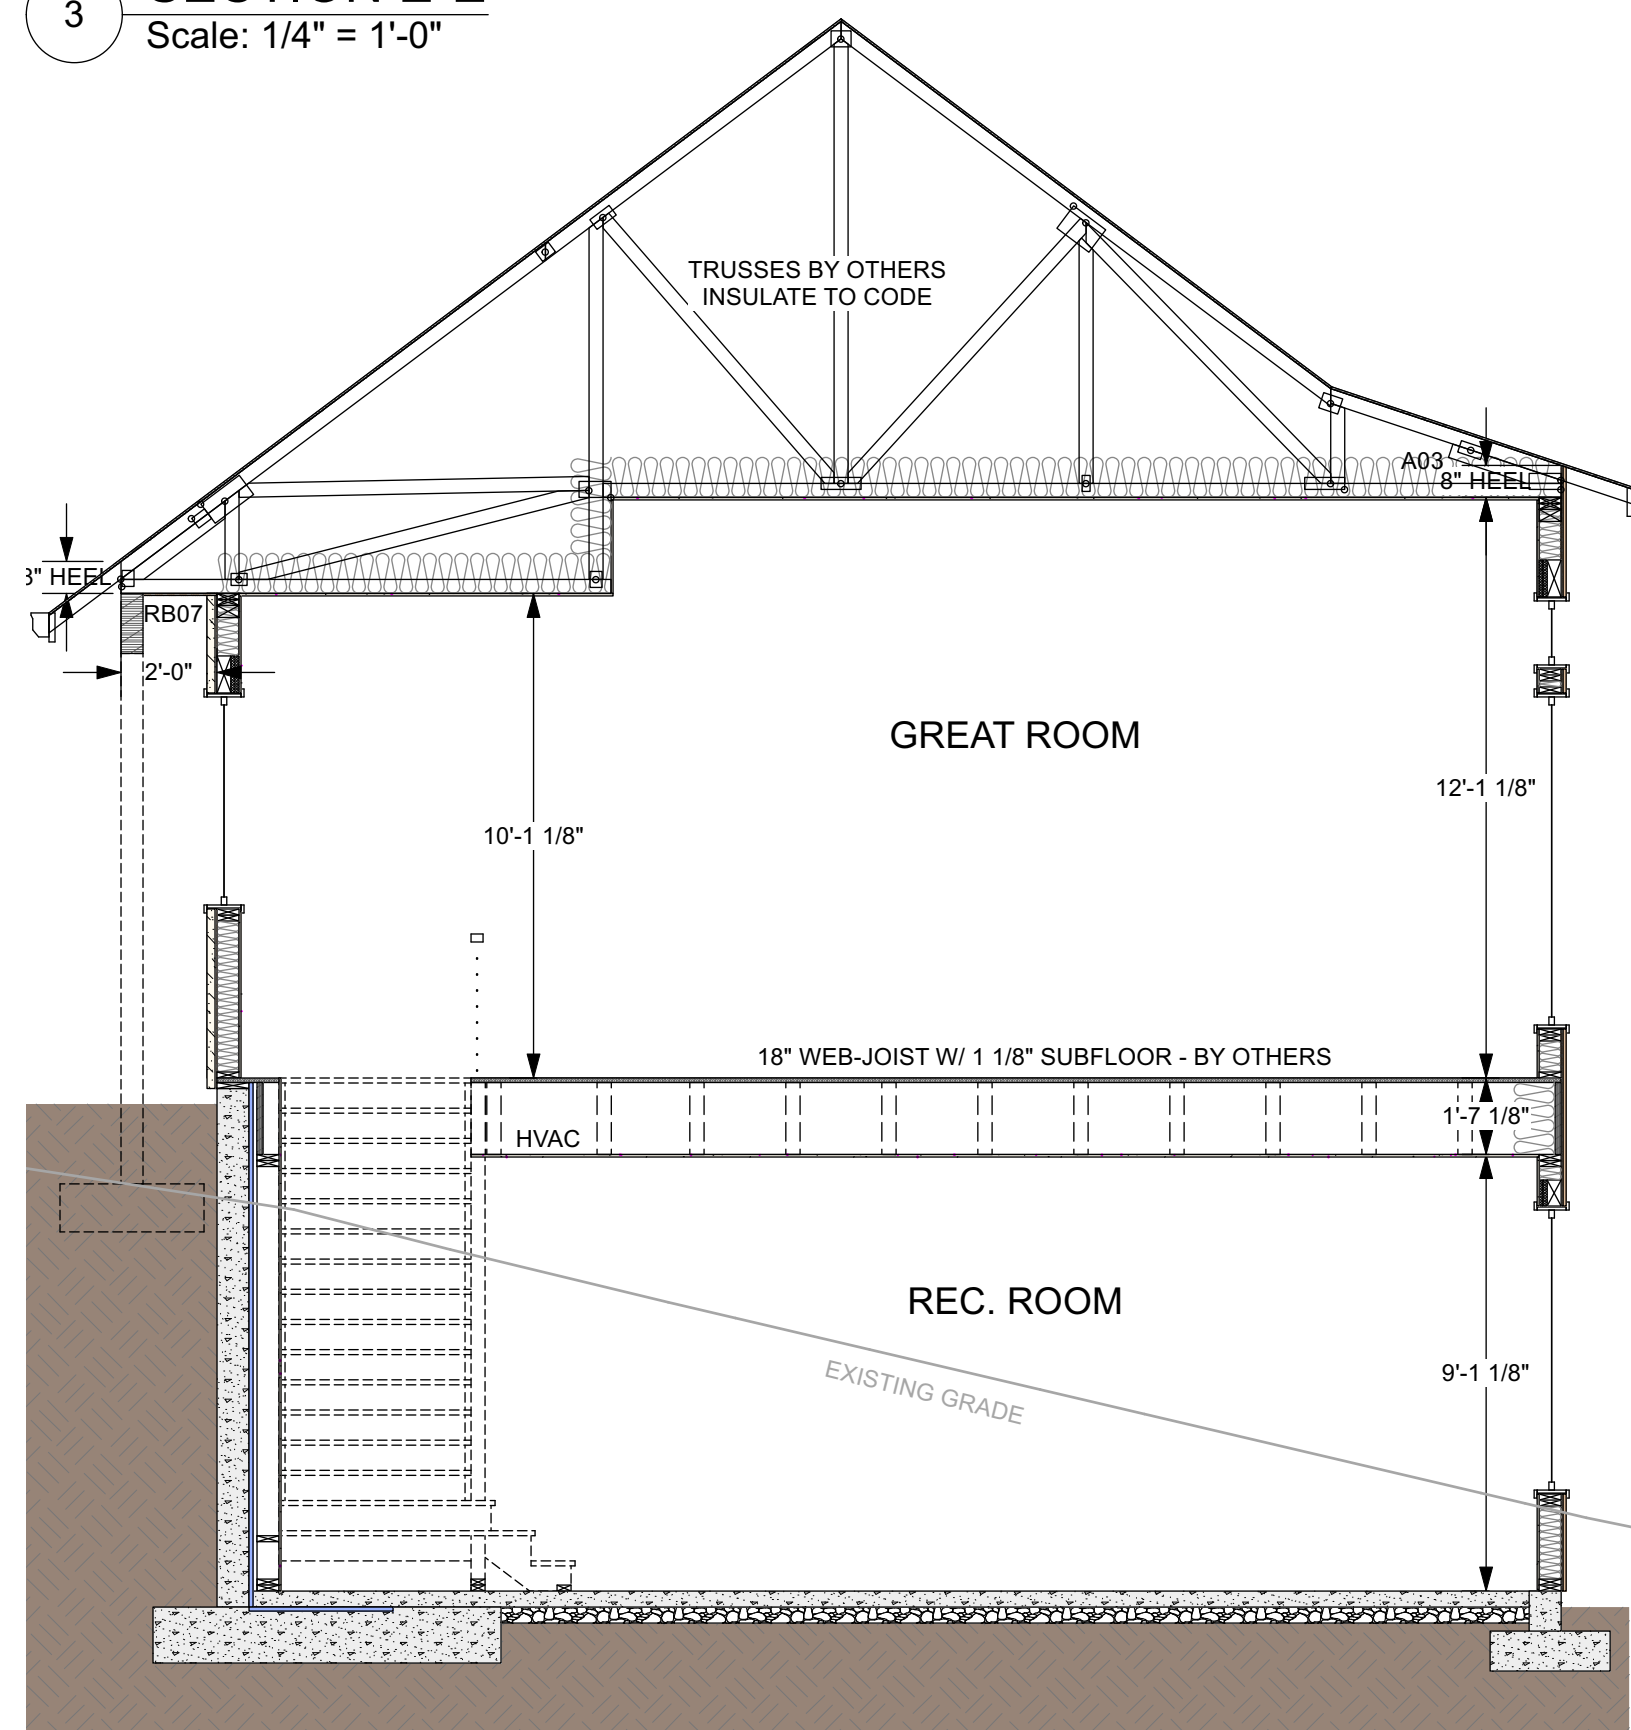 3
Scale: 1/4" = 1'-0"
TRUSSES BY OTHERS
INSULATE TO CODE
A03
8" HEEL
" HEEL
RB07
2'-0"
GREAT ROOM
12'-1 1/8"
10'-1 1/8"
18" WEB-JOIST W/ 1 1/8" SUBFLOOR - BY OTHERS
1'-7 1/8"
HVAC
REC. ROOM
EXISTING GRADE
9'-1 1/8"